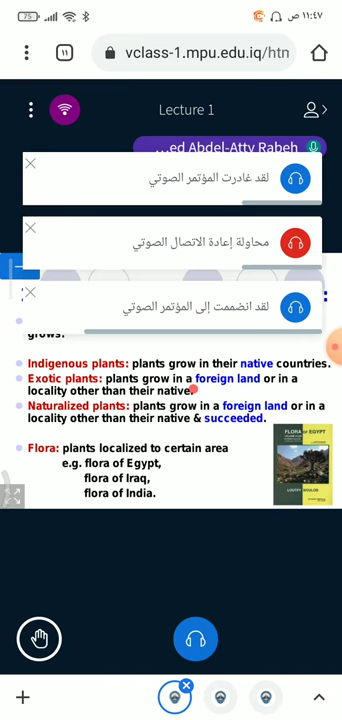 75
١١:٤٧ ص
١١
vclass-1.mpu.edu.iq/htn
Lecture 1
...ed Abdel-Atty Rabeh
لقد غادرت المؤتمر الصوتي
محاولة إعادة الاتصال الصوتي
لقد انضممت إلى المؤتمر الصوتي
grows.
Indigenous plants: plants grow in their native countries.
Exotic plants: plants grow in a foreign land or in a
locality other than their native.
Naturalized plants: plants grow in a foreign land or in a
locality other than their native & succeeded.
Flora: plants localized to certain area
e.g. flora of Egypt,
flora of Iraq,
flora of India.
FLORA OF EGYPT
LOUTFY BOULOS